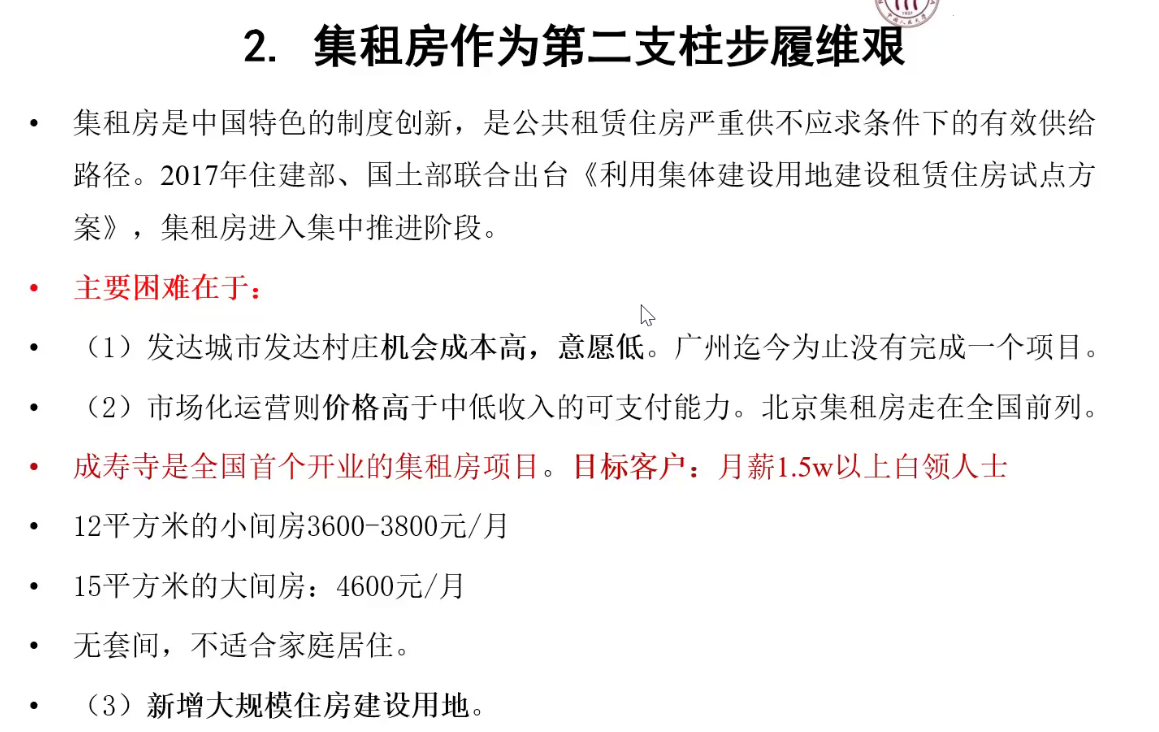 2. 集租房作为第二支柱步履维艰
• 集租房是中国特色的制度创新，是公共租赁住房严重供不应求条件下的有效供给
路径。2017年住建部、国土部联合出台《利用集体建设用地建设租赁住房试点方
案》，集租房进入集中推进阶段。
• 主要困难在于：
• （1）发达城市发达村庄机会成本高，意愿低。广州迄今为止没有完成一个项目。
• （2）市场化运营则价格高于中低收入的可支付能力。北京集租房走在全国前列。
• 成寿寺是全国首个开业的集租房项目。目标客户：月薪1.5w以上白领人士
• 12平方米的小间房3600-3800元/月
• 15平方米的大间房：4600元/月
• 无套间，不适合家庭居住。
• （3）新增大规模住房建设用地。